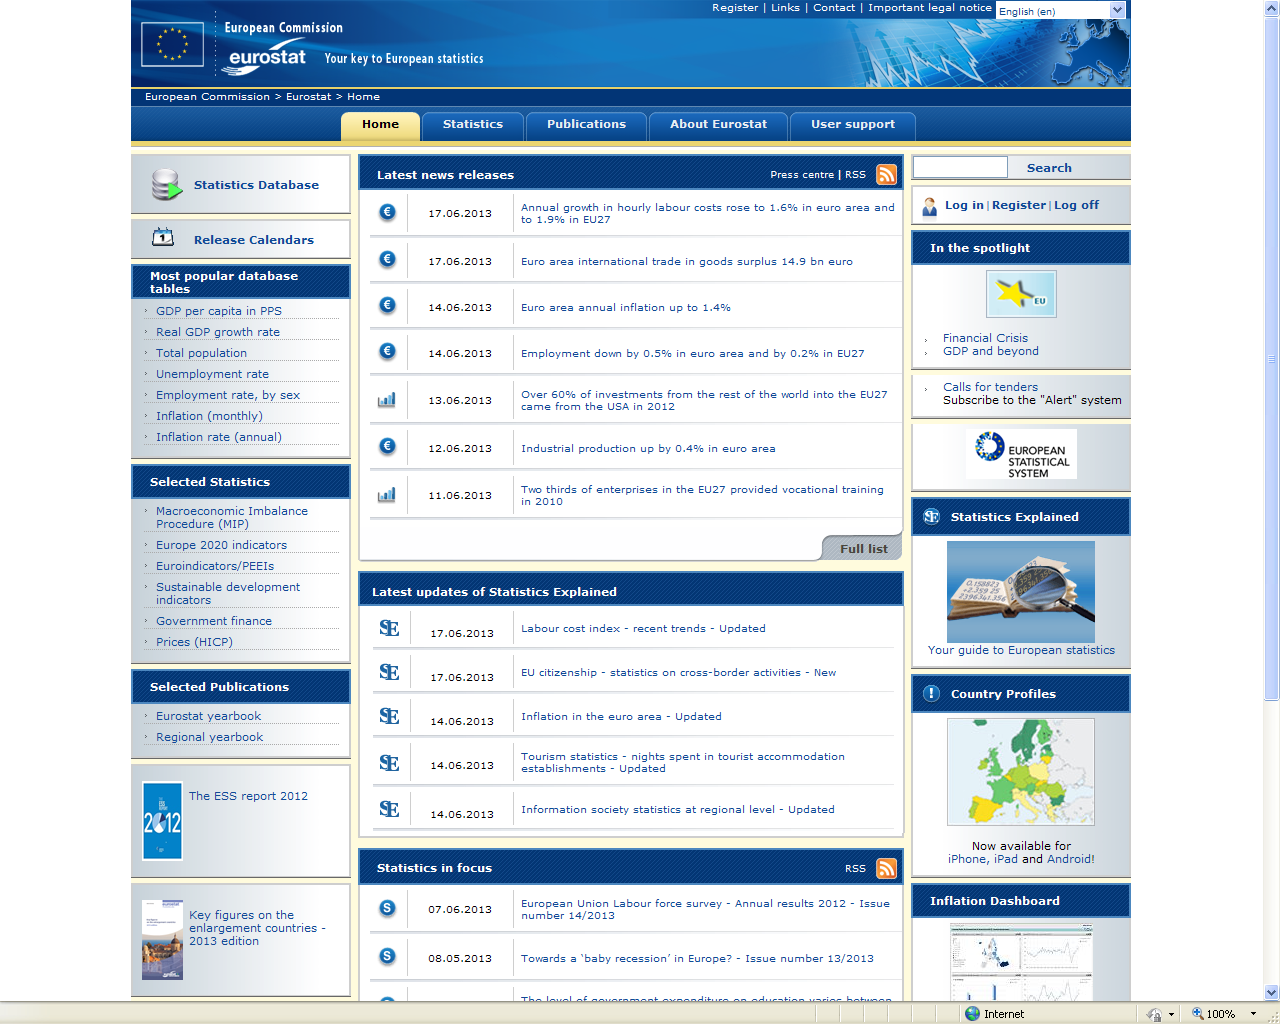 Register | Links | Contact | Important legal notice
English (en)
European Commission
eurostat
Your key to European statistics
European Commission > Eurostat > Home
Home
Statistics
Publications
About Eurostat
User support
Statistics Database
Release Calendars
Most popular database
tables
GDP per capita in PPS
Real GDP growth rate
Total population
Unemployment rate
Employment rate, by sex
Inflation (monthly)
Inflation rate (annual)
Selected Statistics
Macroeconomic Imbalance
Procedure (MIP)
Europe 2020 indicators
Euroindicators/PEEIs
Sustainable development
indicators
Government finance
Prices (HICP)
Selected Publications
Eurostat yearbook
Regional yearbook
2012
The ESS report 2012
Key figures on the
enlargement countries -
2013 edition
Latest news releases
Press centre | RSS
17.06.2013
Annual growth in hourly labour costs rose to 1.6% in euro area and
to 1.9% in EU27
17.06.2013
Euro area international trade in goods surplus 14.9 bn euro
14.06.2013
Euro area annual inflation up to 1.4%
14.06.2013
Employment down by 0.5% in euro area and by 0.2% in EU27
13.06.2013
Over 60% of investments from the rest of the world into the EU27
came from the USA in 2012
12.06.2013
Industrial production up by 0.4% in euro area
11.06.2013
Two thirds of enterprises in the EU27 provided vocational training
in 2010
Full list
Latest updates of Statistics Explained
17.06.2013
Labour cost index - recent trends - Updated
17.06.2013
EU citizenship - statistics on cross-border activities - New
14.06.2013
Inflation in the euro area - Updated
14.06.2013
Tourism statistics - nights spent in tourist accommodation
establishments - Updated
14.06.2013
Information society statistics at regional level - Updated
Statistics in focus
RSS
07.06.2013
European Union Labour force survey - Annual results 2012 - Issue
number 14/2013
08.05.2013
Towards a ‘baby recession’ in Europe? - Issue number 13/2013
The level of government expenditure on education varies between
Search
Log in | Register | Log off
In the spotlight
EU
Financial Crisis
GDP and beyond
Calls for tenders
Subscribe to the "Alert" system
EUROPEAN
STATISTICAL
SYSTEM
Statistics Explained
Your guide to European statistics
Country Profiles
Now available for
iPhone, iPad and Android!
Inflation Dashboard
Internet
100%